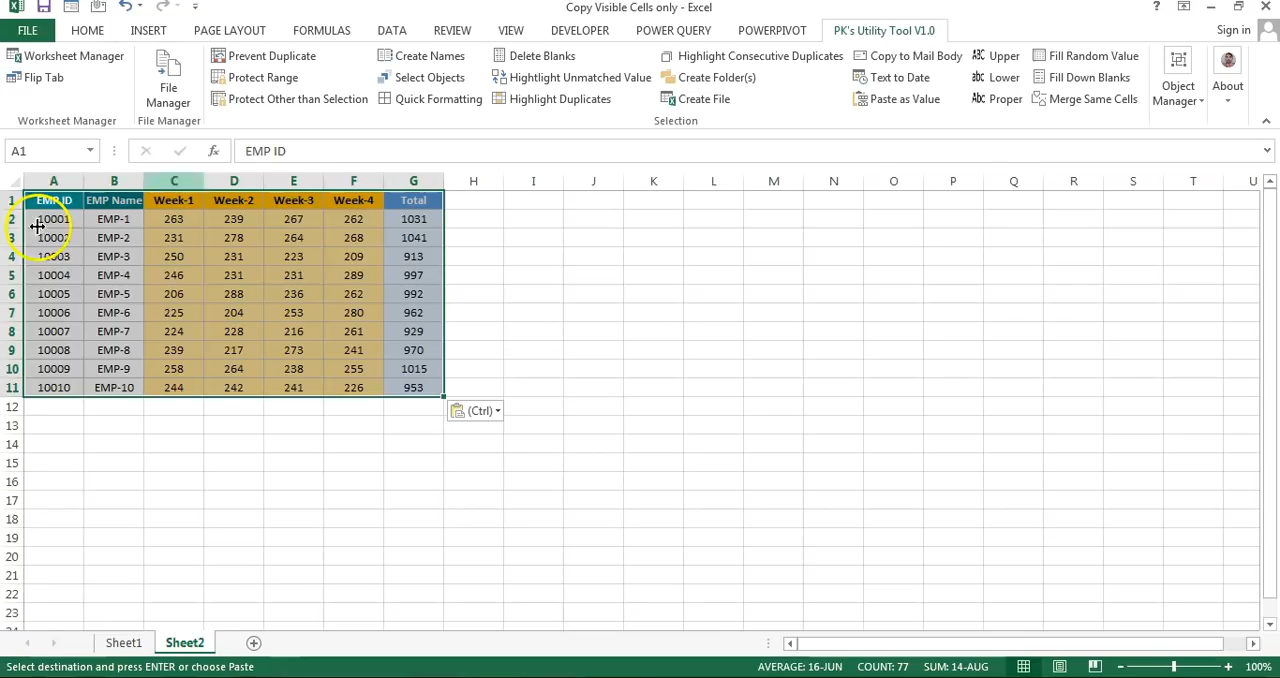 Copy Visible Cells only - Excel
? Sign in
FILE HOME INSERT PAGE LAYOUT FORMULAS DATA REVIEW VIEW DEVELOPER POWER QUERY POWERPIVOT PK's Utility Tool V1.0
Worksheet Manager
Flip Tab
Worksheet Manager
File Manager
File Manager
Prevent Duplicate
Protect Range
Protect Other than Selection
Create Names
Select Objects
Quick Formatting
Delete Blanks
Hightlight Unmatched Value
Highlight Duplicates
Highlight Consecutive Duplicates
Create Folder(s)
Create File
Copy to Mail Body
Text to Date
Paste as Value
Abc Upper
Abc Lower
Abc Proper
Fill Random Value
Fill Down Blanks
Merge Same Cells
Selection
Object Manager
About
A1 fx EMP ID
A B C D E F G H I J K L M N O P Q R S T U
1 EMP ID EMP Name Week-1 Week-2 Week-3 Week-4 Total
2 10001 EMP-1 263 239 267 262 1031
3 10002 EMP-2 231 278 264 268 1041
4 10003 EMP-3 250 231 223 209 913
5 10004 EMP-4 246 231 231 289 997
6 10005 EMP-5 206 288 236 262 992
7 10006 EMP-6 225 204 253 280 962
8 10007 EMP-7 224 228 216 261 929
9 10008 EMP-8 239 217 273 241 970
10 10009 EMP-9 258 264 238 255 1015
11 10010 EMP-10 244 242 241 226 953
12 (Ctrl)
13
14
15
16
17
18
19
20
21
22
23
Sheet1 Sheet2
Select destination and press ENTER or choose Paste AVERAGE: 16-JUN COUNT: 77 SUM: 14-AUG 100%